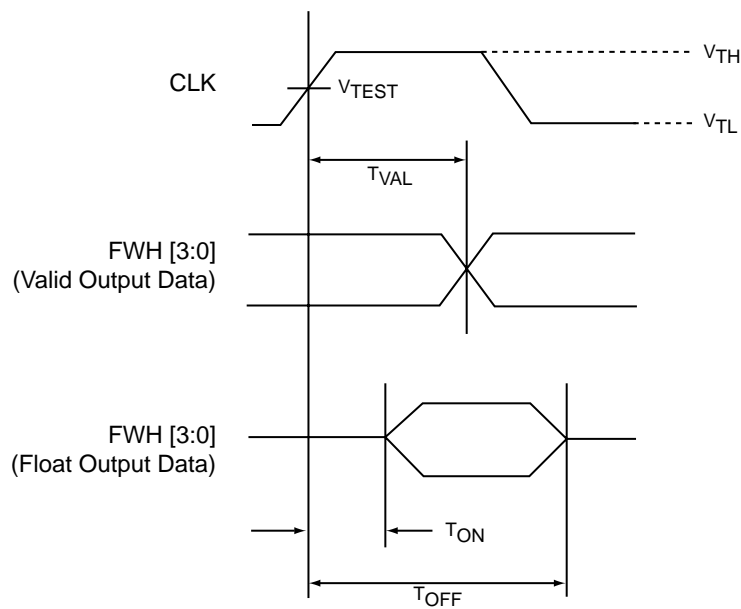 VTH
CLK
VTEST
VTL
TVAL
FWH [3:0]
(Valid Output Data)
FWH [3:0]
(Float Output Data)
TON
TOFF